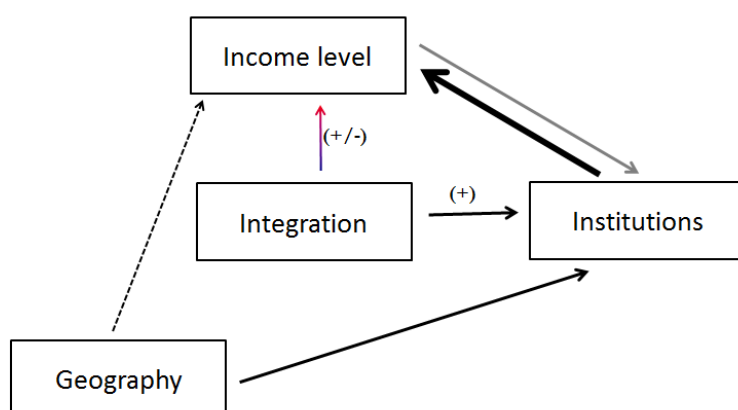 Income level
(+/-)
(+)
Integration
Institutions
Geography